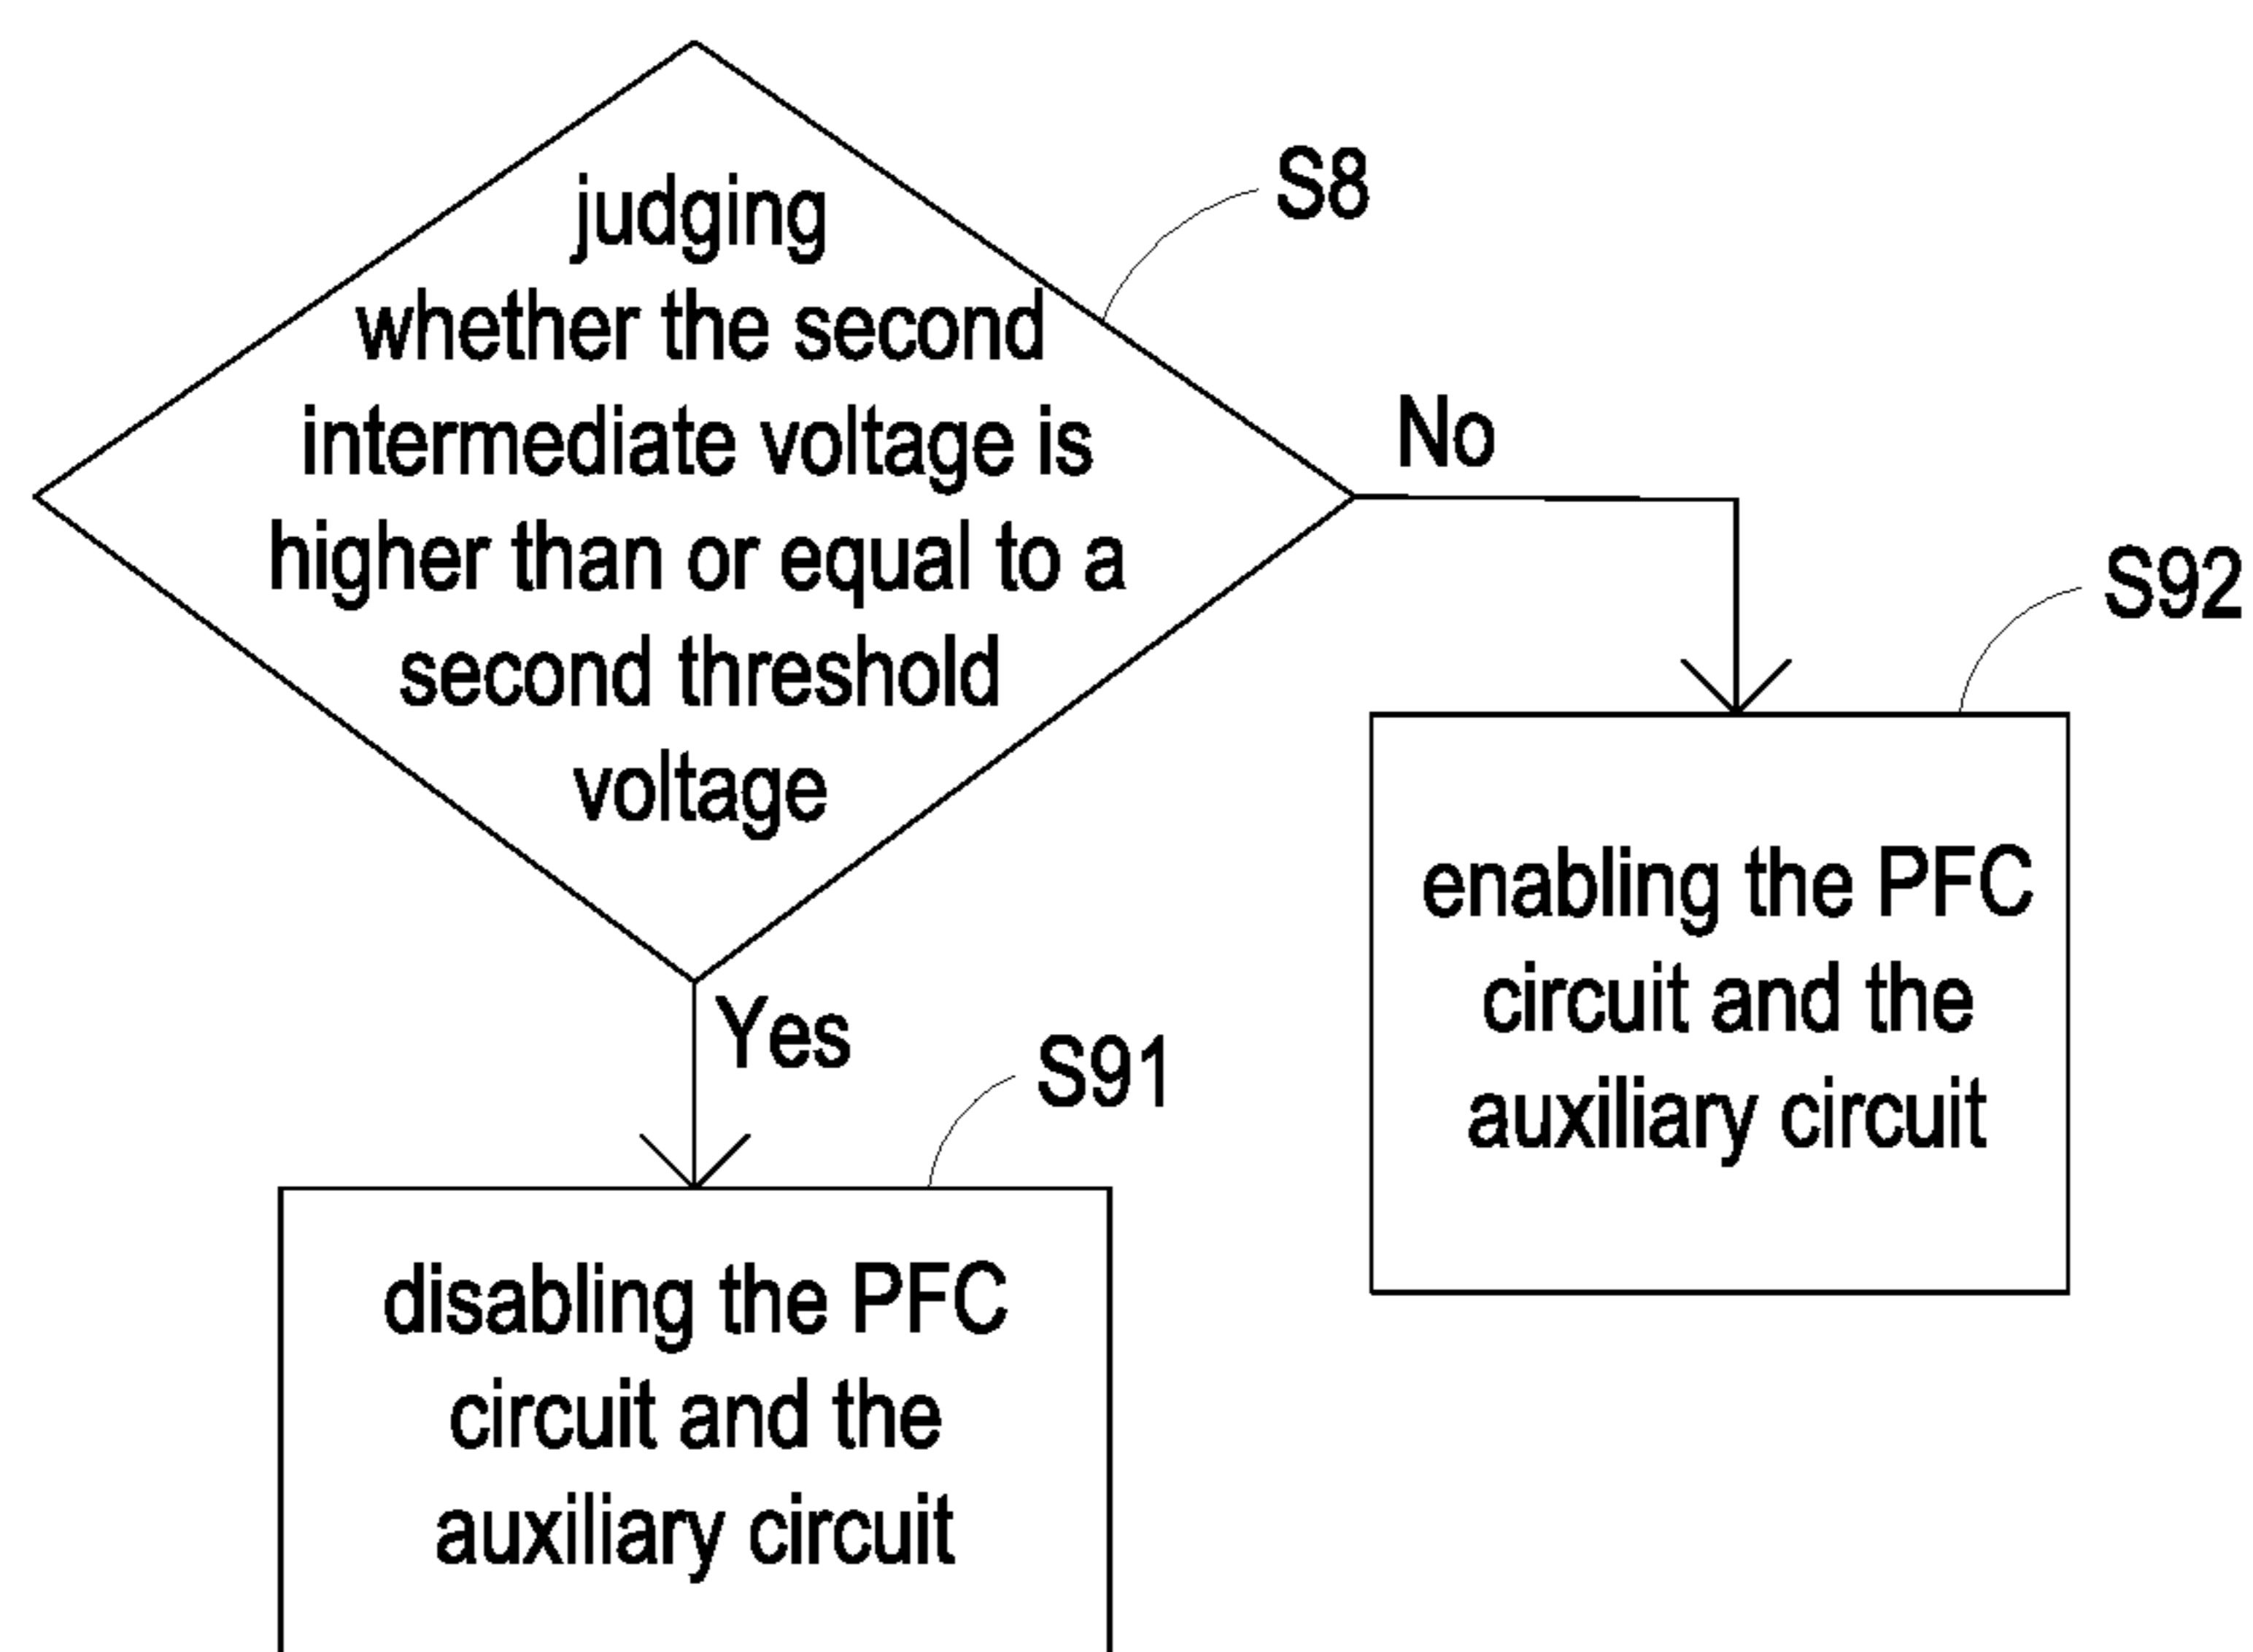 judging
whether the second
intermediate voltage is
higher than or equal to a
second threshold
voltage
S8
No
S92
enabling the PFC
circuit and the
auxiliary circuit
Yes
S91
disabling the PFC
circuit and the
auxiliary circuit